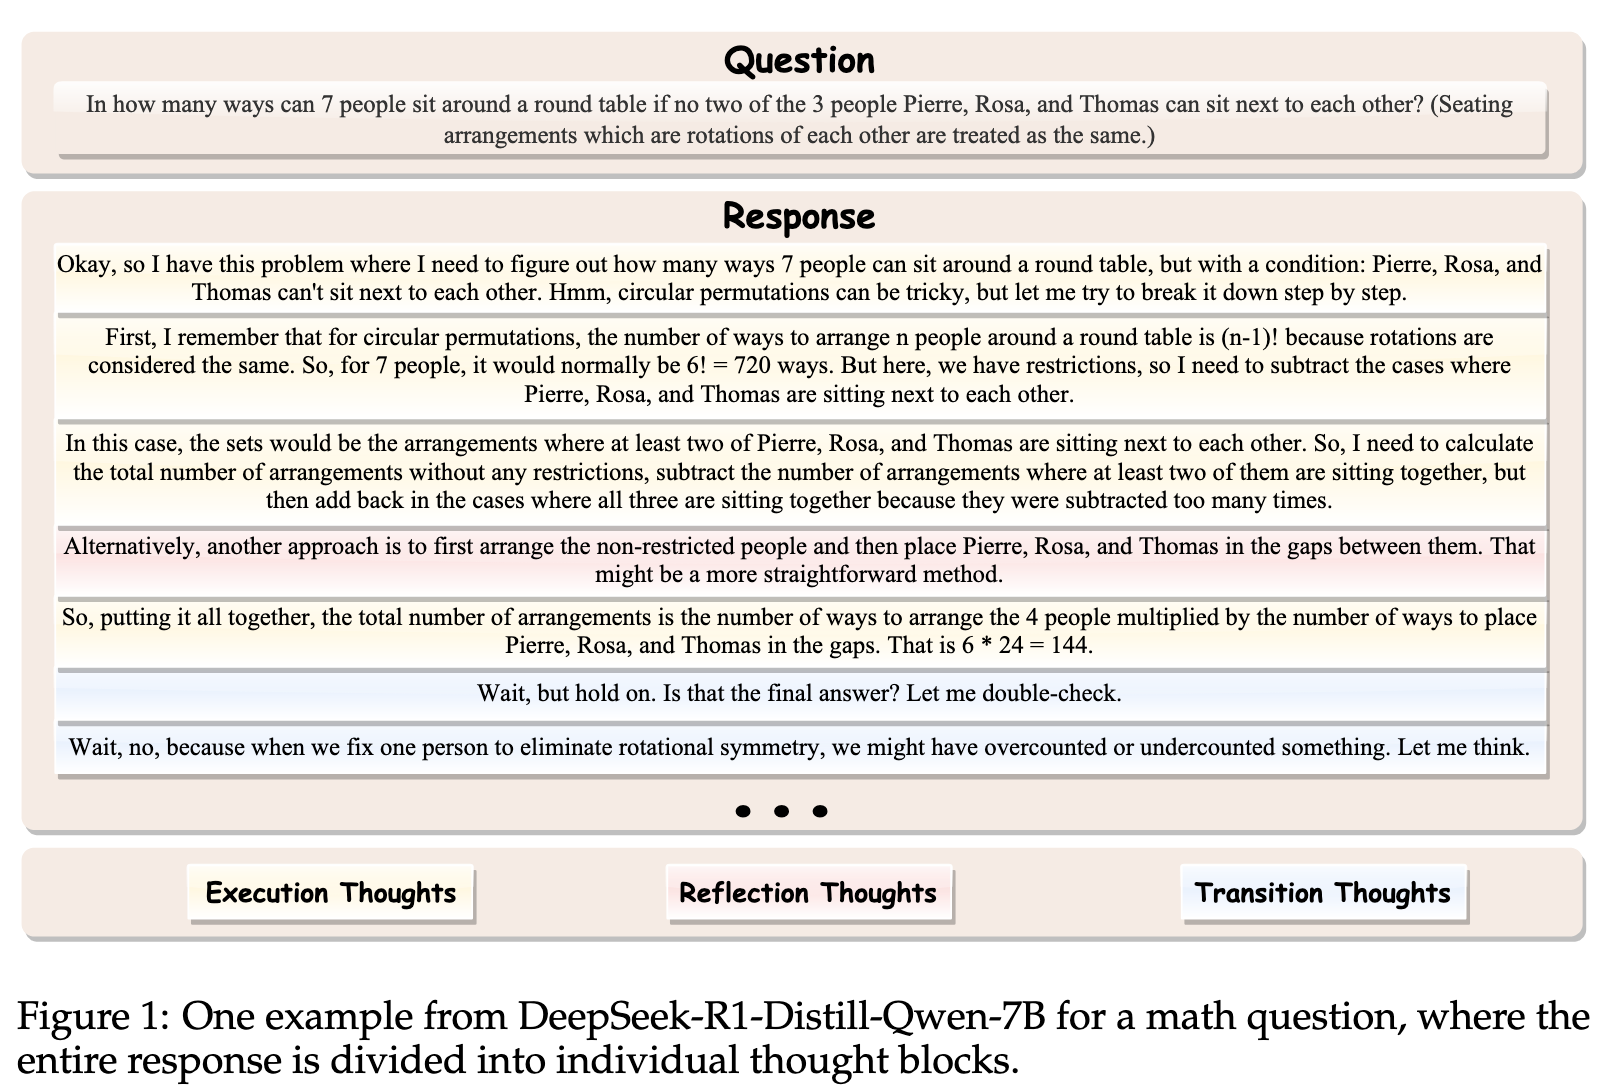 Question
In how many ways can 7 people sit around a round table if no two of the 3 people Pierre, Rosa, and Thomas can sit next to each other? (Seating
arrangements which are rotations of each other are treated as the same.)
Response
Okay, so I have this problem where I need to figure out how many ways 7 people can sit around a round table, but with a condition: Pierre, Rosa, and
Thomas can't sit next to each other. Hmm, circular permutations can be tricky, but let me try to break it down step by step.
First, I remember that for circular permutations, the number of ways to arrange n people around a round table is (n-1)! because rotations are
considered the same. So, for 7 people, it would normally be 6! = 720 ways. But here, we have restrictions, so I need to subtract the cases where
Pierre, Rosa, and Thomas are sitting next to each other.
In this case, the sets would be the arrangements where at least two of Pierre, Rosa, and Thomas are sitting next to each other. So, I need to calculate
the total number of arrangements without any restrictions, subtract the number of arrangements where at least two of them are sitting together, but
then add back in the cases where all three are sitting together because they were subtracted too many times.
Alternatively, another approach is to first arrange the non-restricted people and then place Pierre, Rosa, and Thomas in the gaps between them. That
might be a more straightforward method.
So, putting it all together, the total number of arrangements is the number of ways to arrange the 4 people multiplied by the number of ways to place
Pierre, Rosa, and Thomas in the gaps. That is 6 * 24 = 144.
Wait, but hold on. Is that the final answer? Let me double-check.
Wait, no, because when we fix one person to eliminate rotational symmetry, we might have overcounted or undercounted something. Let me think.
• • •
Execution Thoughts
Reflection Thoughts
Transition Thoughts
Figure 1: One example from DeepSeek-R1-Distill-Qwen-7B for a math question, where the
entire response is divided into individual thought blocks.